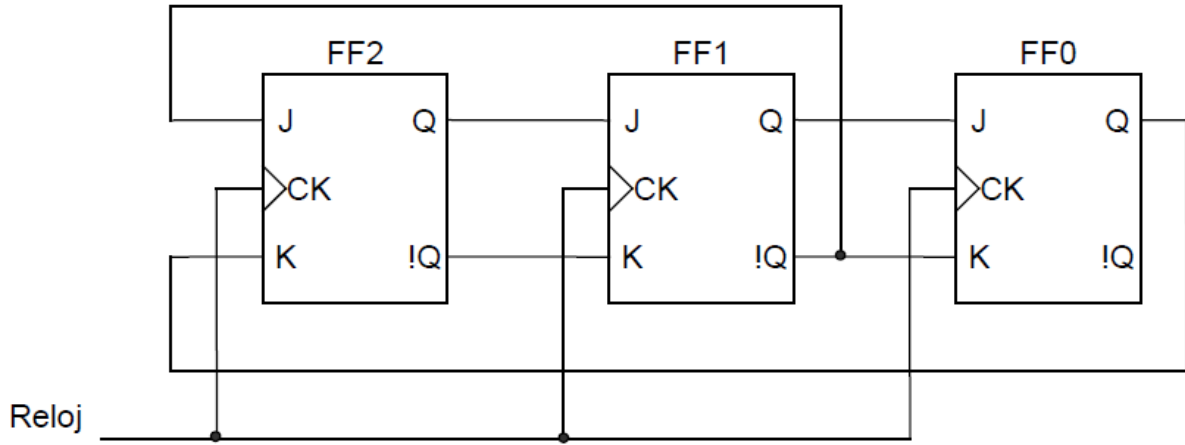 FF2 FF1 FF0
J Q J Q J Q
CK CK CK
K !Q K !Q K !Q
Reloj